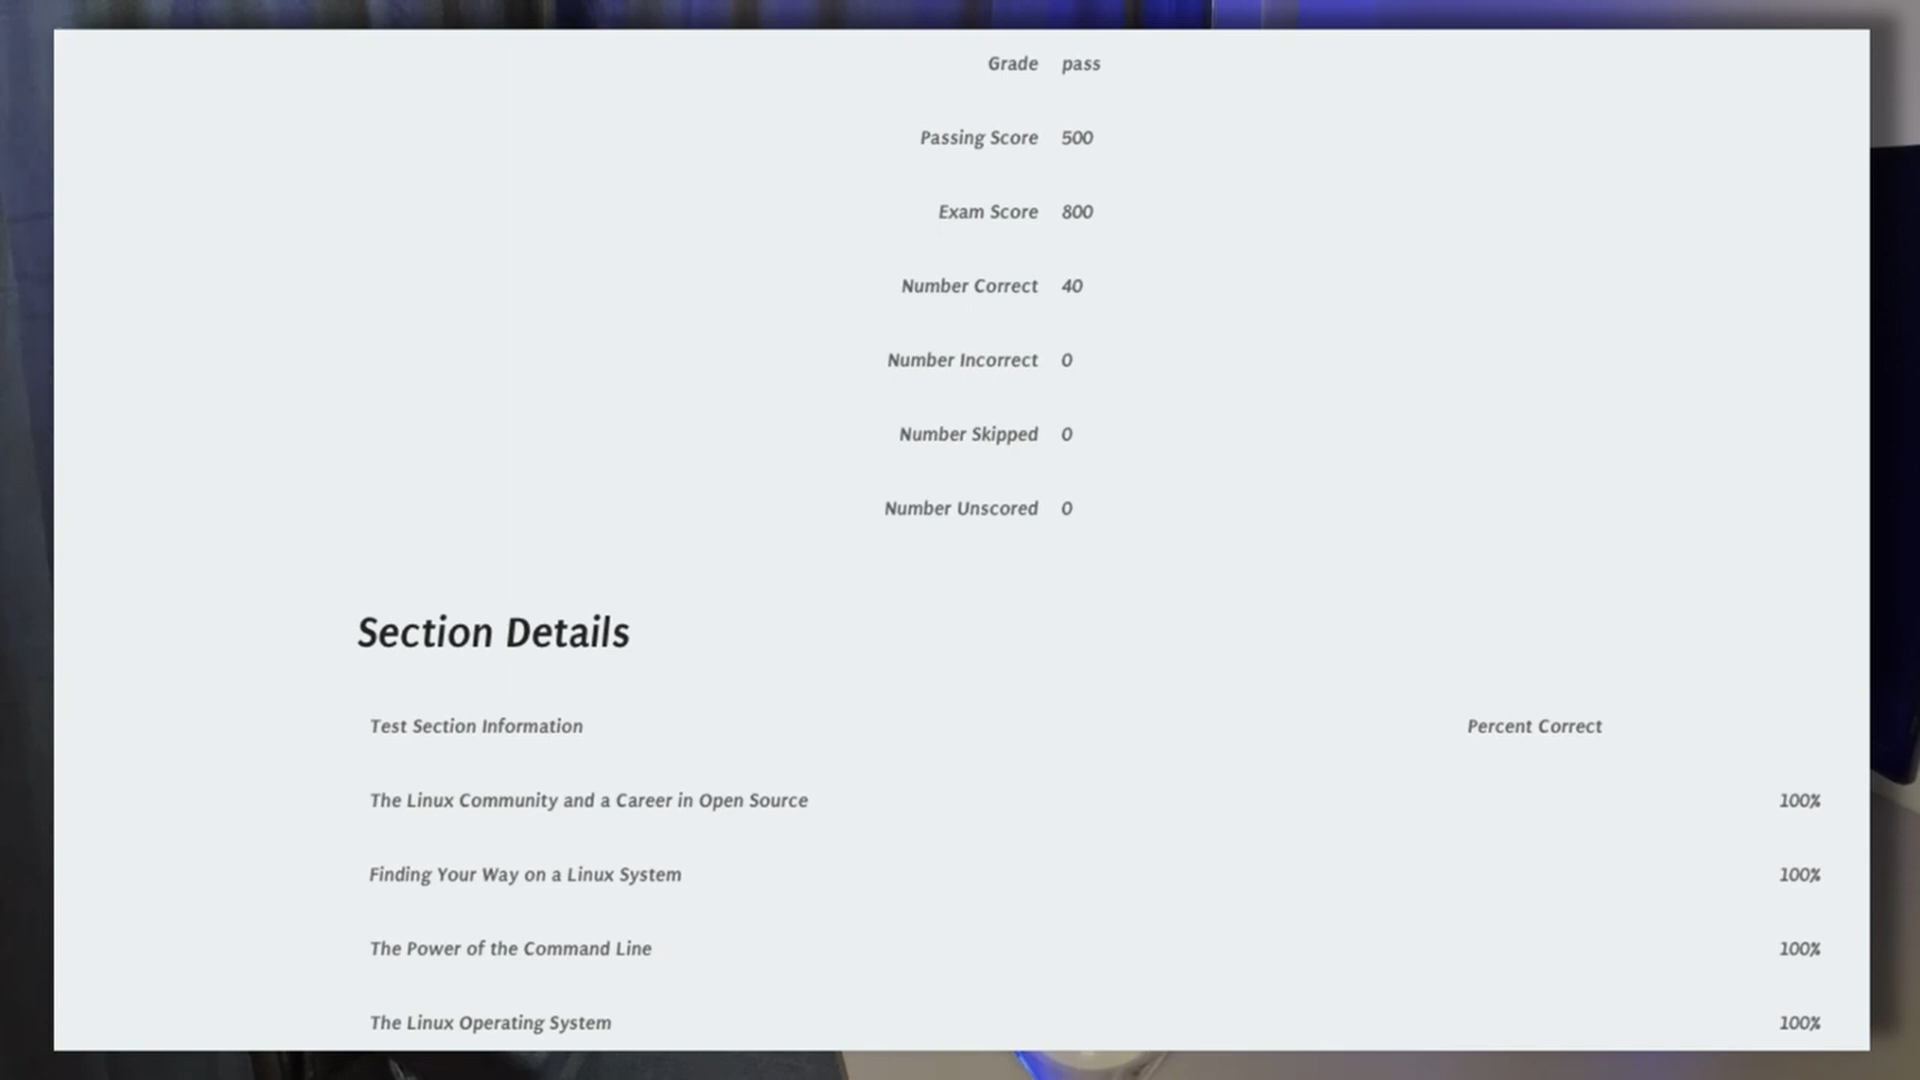 Grade pass
Passing Score 500
Exam Score 800
Number Correct 40
Number Incorrect 0
Number Skipped 0
Number Unscored 0
Section Details
Test Section Information Percent Correct
The Linux Community and a Career in Open Source 100%
Finding Your Way on a Linux System 100%
The Power of the Command Line 100%
The Linux Operating System 100%